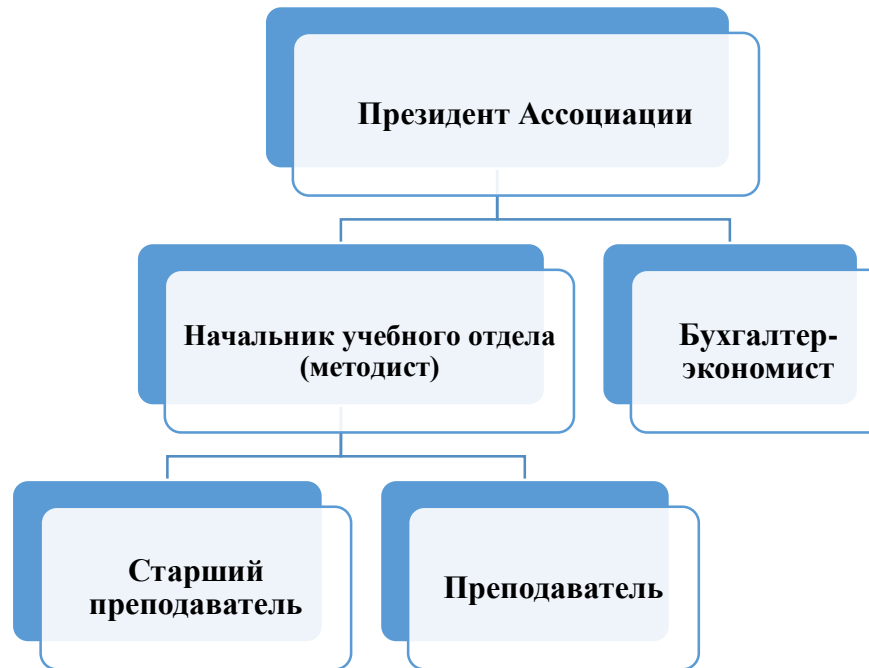 Президент Ассоциации
Начальник учебного отдела
(методист)
Бухгалтер-
экономист
Старший
преподаватель
Преподаватель